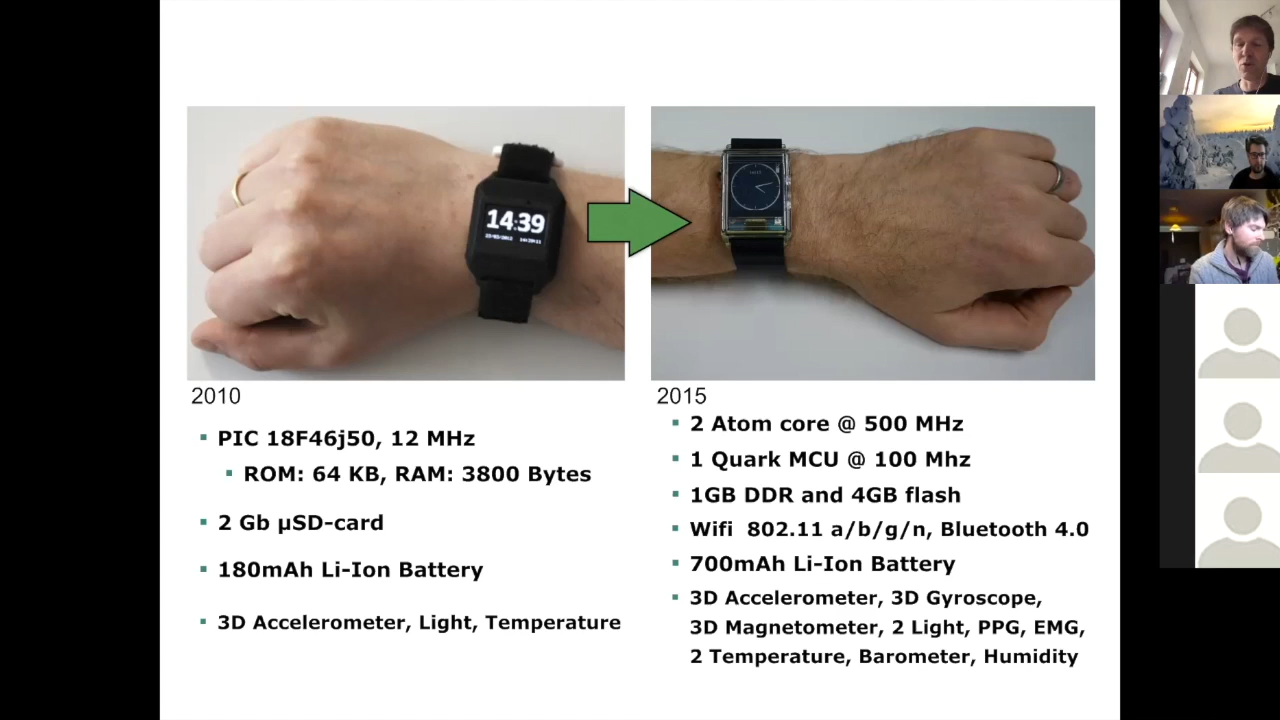 14:39
2010
PIC 18F46j50, 12 MHz
ROM: 64 KB, RAM: 3800 Bytes
2 Gb µSD-card
180mAh Li-Ion Battery
3D Accelerometer, Light, Temperature
2015
2 Atom core @ 500 MHz
1 Quark MCU @ 100 Mhz
1GB DDR and 4GB flash
Wifi 802.11 a/b/g/n, Bluetooth 4.0
700mAh Li-Ion Battery
3D Accelerometer, 3D Gyroscope,
3D Magnetometer, 2 Light, PPG, EMG,
2 Temperature, Barometer, Humidity